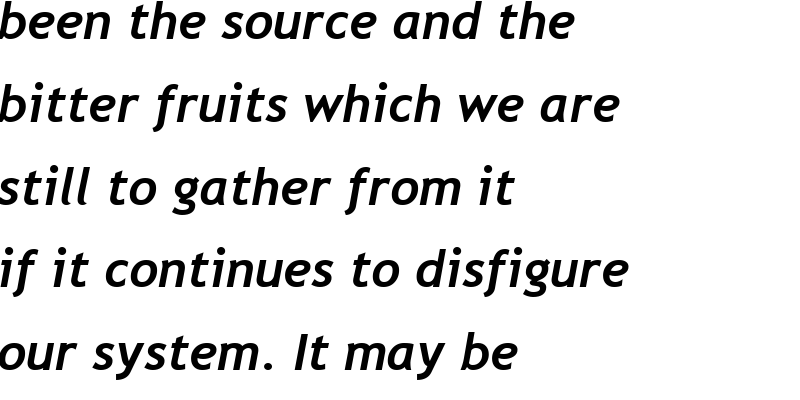 been the source and the
bitter fruits which we are
still to gather from it
if it continues to disfigure
our system. It may be